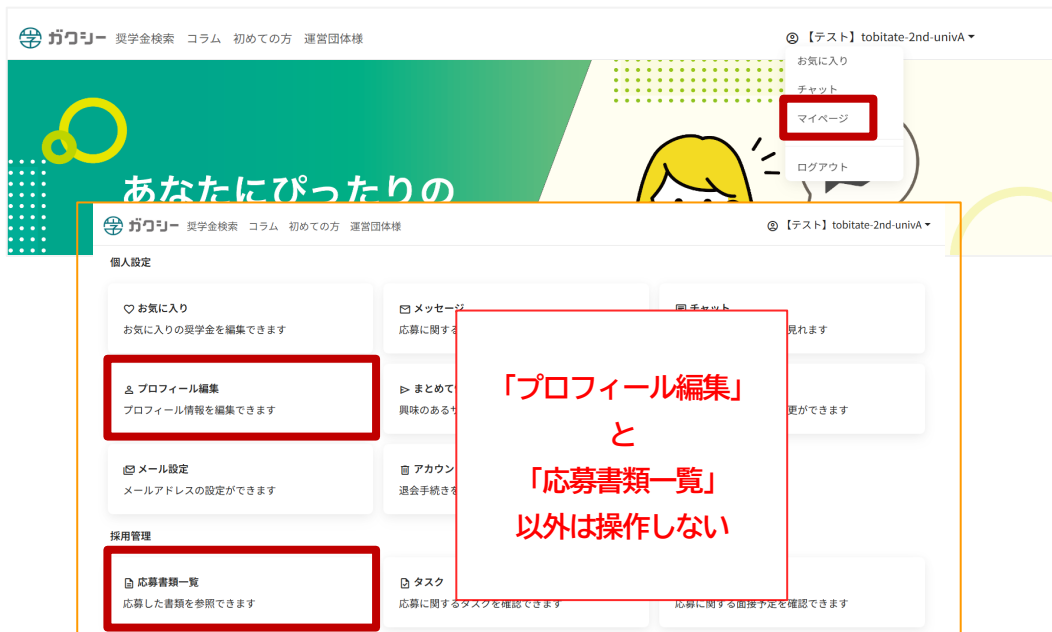 ガクシー 奨学金検索 コラム 初めての方 運営団体様
【テスト】tobitate-2nd-univA
お気に入り
チャット
マイページ
ログアウト
あなたにぴったりの
ガクシー 奨学金検索 コラム 初めての方 運営団体様
【テスト】tobitate-2nd-univA
個人設定
お気に入り
お気に入りの奨学金を編集できます
メッセージ
応募に関する
チャット
見れます
プロフィール編集
プロフィール情報を編集できます
まとめて
興味のある
更ができます
メール設定
メールアドレスの設定ができます
アカウン
退会手続きを
「プロフィール編集」
と
「応募書類一覧」
以外は操作しない
採用管理
応募書類一覧
応募した書類を参照できます
タスク
応募に関するタスクを確認できます
応募に関する面接予定を確認できます